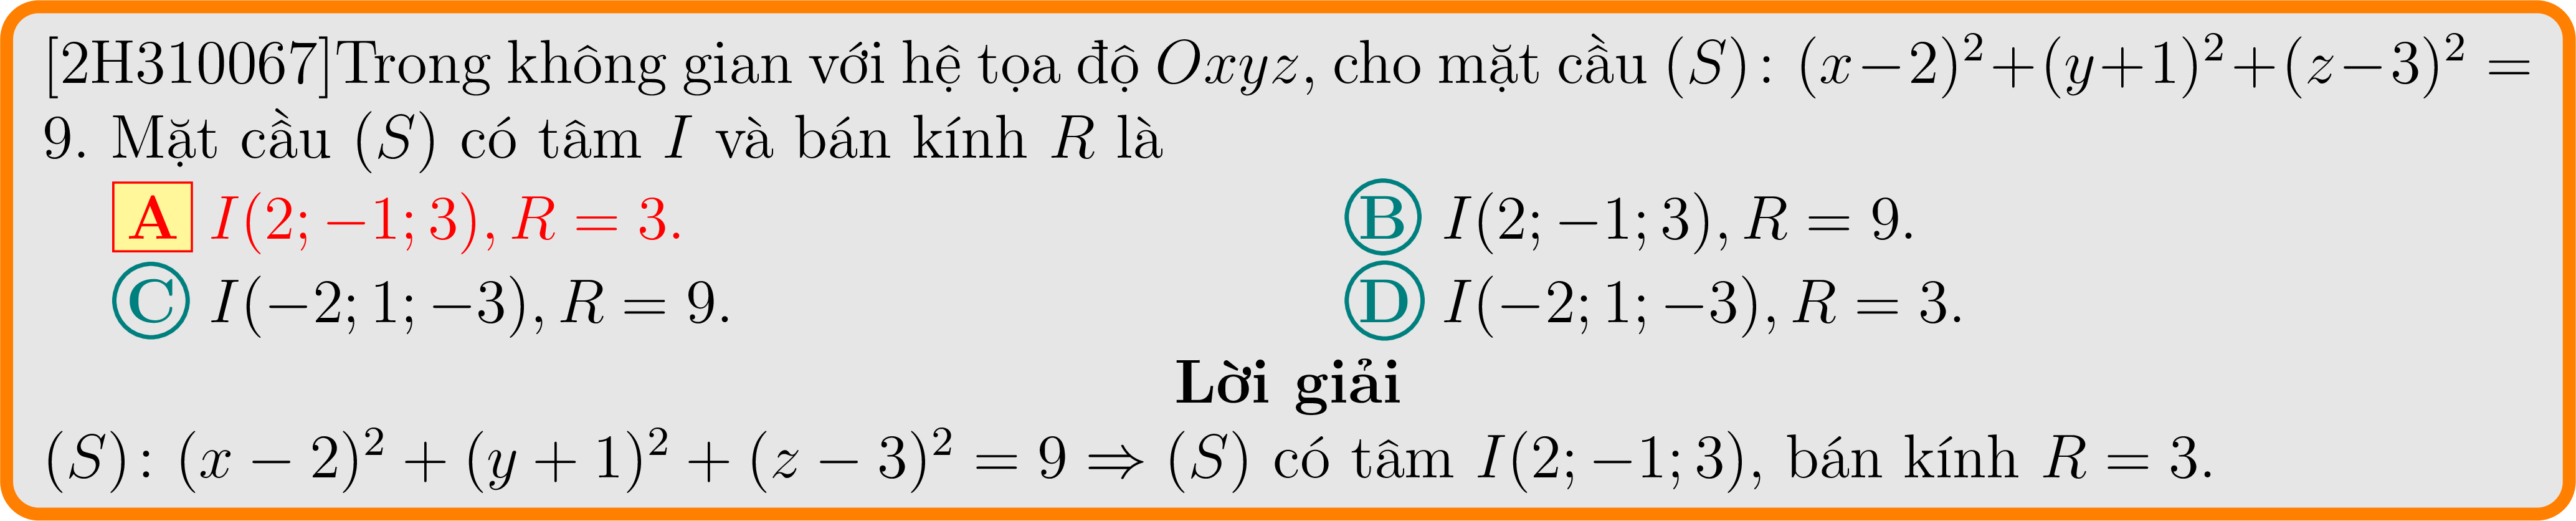 [2H310067]Trong không gian với hệ tọa độ Oxyz, cho mặt cầu (S): (x−2)²+(y+1)²+(z−3)² =
9. Mặt cầu (S) có tâm I và bán kính R là
A I(2; −1; 3), R = 3. B I(2; −1; 3), R = 9.
C I(−2; 1; −3), R = 9. D I(−2; 1; −3), R = 3.
Lời giải
(S): (x − 2)² + (y + 1)² + (z − 3)² = 9 ⇒ (S) có tâm I(2; −1; 3), bán kính R = 3.